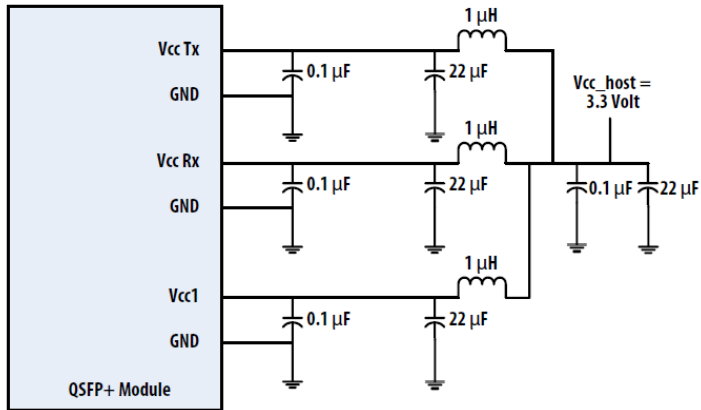 1 µH
Vcc Tx
0.1 µF
22 µF
GND
Vcc_host =
3.3 Volt
1 µH
Vcc Rx
0.1 µF
22 µF
0.1 µF
22 µF
GND
1 µH
Vcc1
0.1 µF
22 µF
GND
QSFP+ Module